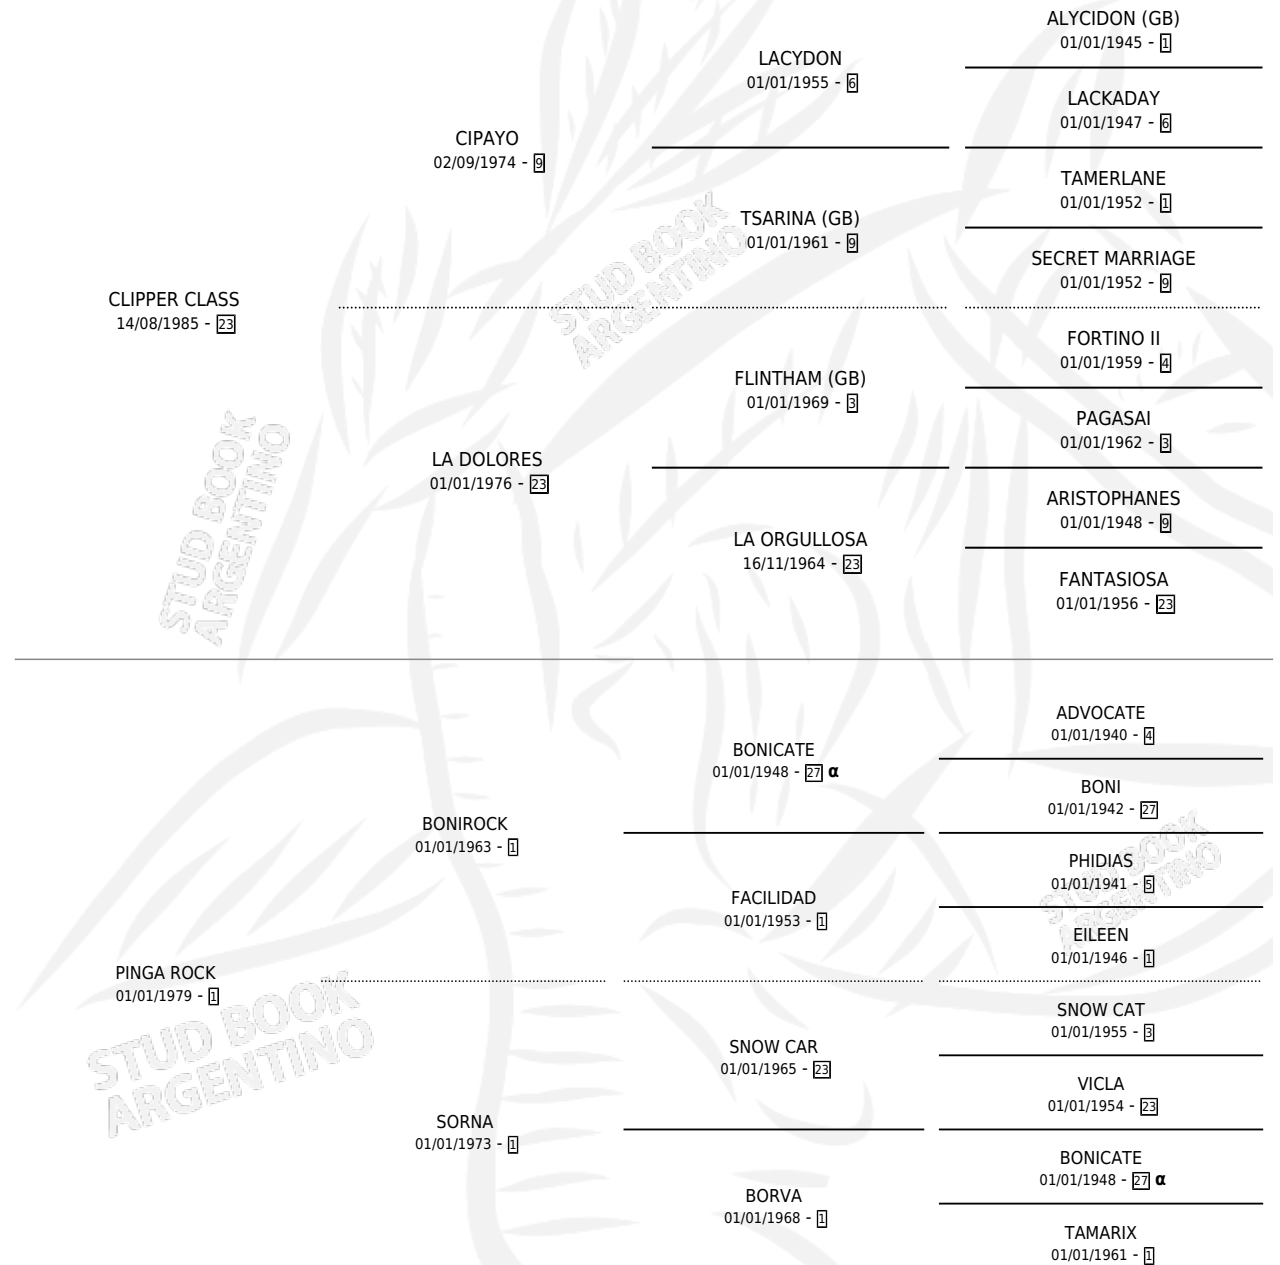 ALYCIDON (GB)
01/01/1945 - 1
LACYDON
01/01/1955 - 6
LACKADAY
01/01/1947 - 6
CIPAYO
02/09/1974 - 9
TAMERLANE
01/01/1952 - 1
TSARINA (GB)
01/01/1961 - 9
SECRET MARRIAGE
01/01/1952 - 9
CLIPPER CLASS
14/08/1985 - 23
STUD BOOK
ARGENTINO
FORTINO II
01/01/1959 - 4
FLINTHAM (GB)
01/01/1969 - 3
PAGASAI
01/01/1962 - 3
LA DOLORES
01/01/1976 - 23
STUD BOOK
ARGENTINO
ARISTOPHANES
01/01/1948 - 9
LA ORGULLOSA
16/11/1964 - 23
FANTASIOSA
01/01/1956 - 23
ADVOCATE
01/01/1940 - 4
BONICATE
01/01/1948 - 27 α
BONI
01/01/1942 - 27
BONIROCK
01/01/1963 - 1
PHIDIAS
01/01/1941 - 5
STUD BOOK
ARGENTINO
FACILIDAD
01/01/1953 - 1
EILEEN
01/01/1946 - 1
PINGA ROCK
01/01/1979 - 1
STUD BOOK
ARGENTINO
SNOW CAT
01/01/1955 - 3
SNOW CAR
01/01/1965 - 23
VICLA
01/01/1954 - 23
SORNA
01/01/1973 - 1
BONICATE
01/01/1948 - 27 α
BORVA
01/01/1968 - 1
TAMARIX
01/01/1961 - 1